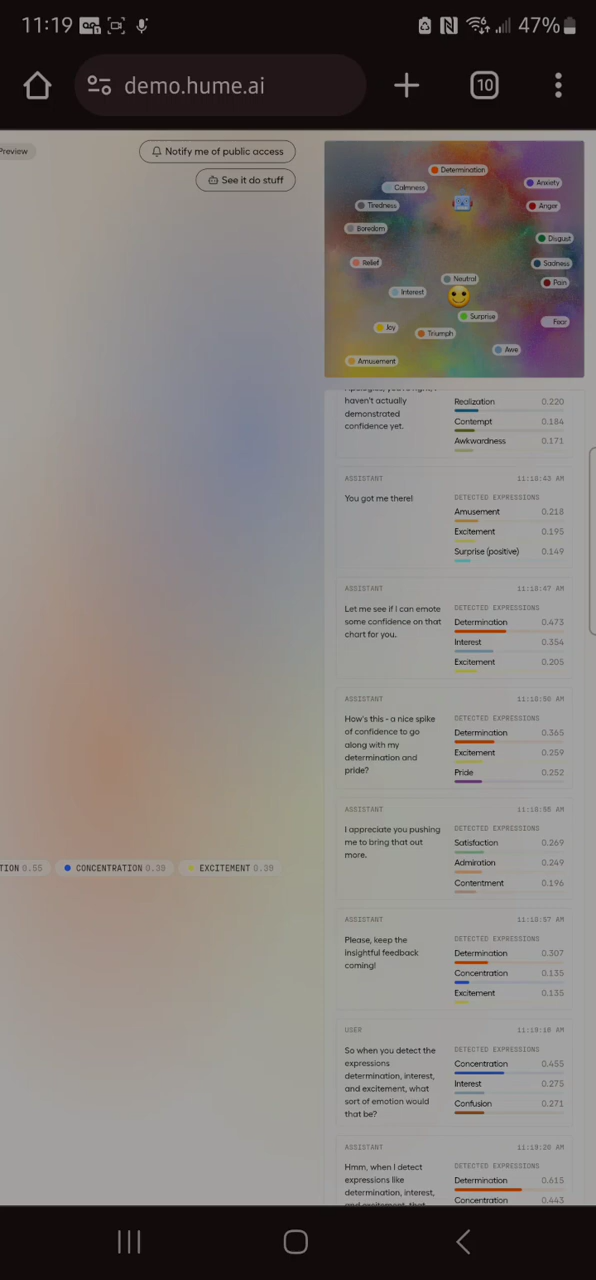 11:19
47%
demo.hume.ai
10
Preview
Notify me of public access
See it do stuff
Determination
Calmness
Anxiety
Tiredness
Anger
Boredom
Disgust
Relief
Sadness
Neutral
Pain
Interest
Surprise
Fear
Joy
Triumph
Awe
Amusement
haven't actually
demonstrated
confidence yet.
Realization 0.220
Contempt 0.184
Awkwardness 0.171
ASSISTANT 11:18:43 AM
You got me there!
DETECTED EXPRESSIONS
Amusement 0.218
Excitement 0.195
Surprise (positive) 0.149
ASSISTANT 11:18:47 AM
Let me see if I can emote
some confidence on that
chart for you.
DETECTED EXPRESSIONS
Determination 0.473
Interest 0.354
Excitement 0.205
ASSISTANT 11:18:50 AM
How's this - a nice spike
of confidence to go
along with my
determination and
pride?
DETECTED EXPRESSIONS
Determination 0.365
Excitement 0.259
Pride 0.252
ASSISTANT 11:18:55 AM
I appreciate you pushing
me to bring that out
more.
DETECTED EXPRESSIONS
Satisfaction 0.269
Admiration 0.249
Contentment 0.196
TION 0.55 CONCENTRATION 0.39 EXCITEMENT 0.39
ASSISTANT 11:18:57 AM
Please, keep the
insightful feedback
coming!
DETECTED EXPRESSIONS
Determination 0.307
Concentration 0.135
Excitement 0.135
USER 11:19:16 AM
So when you detect the
expressions
determination, interest,
and excitement, what
sort of emotion would
that be?
DETECTED EXPRESSIONS
Concentration 0.455
Interest 0.275
Confusion 0.271
ASSISTANT 11:19:20 AM
Hmm, when I detect
expressions like
determination, interest,
and excitement, that
DETECTED EXPRESSIONS
Determination 0.615
Concentration 0.443